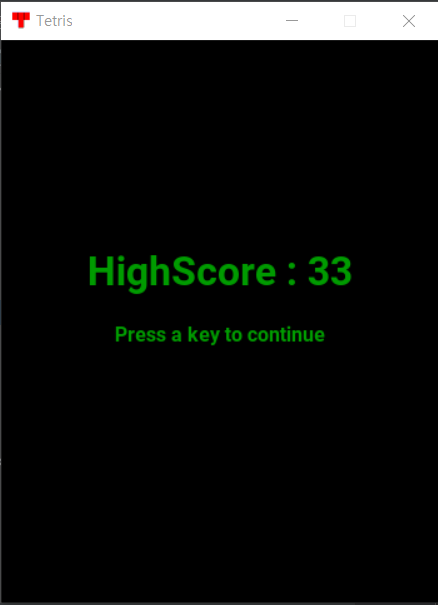 Tetris
HighScore : 33
Press a key to continue